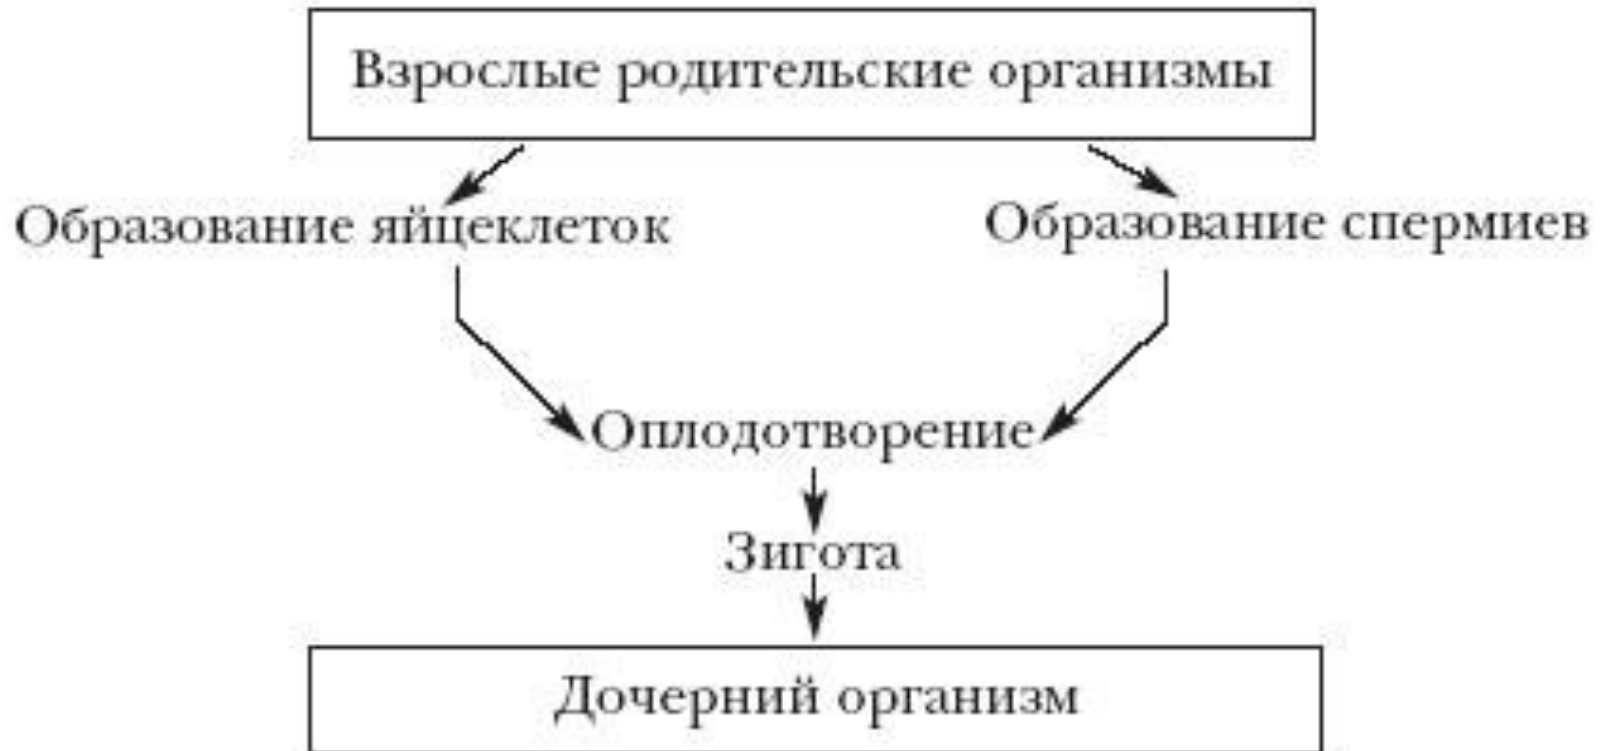 Взрослые родительские организмы
Образование яйцеклеток
Образование спермиев
Оплодотворение
Зигота
Дочерний организм